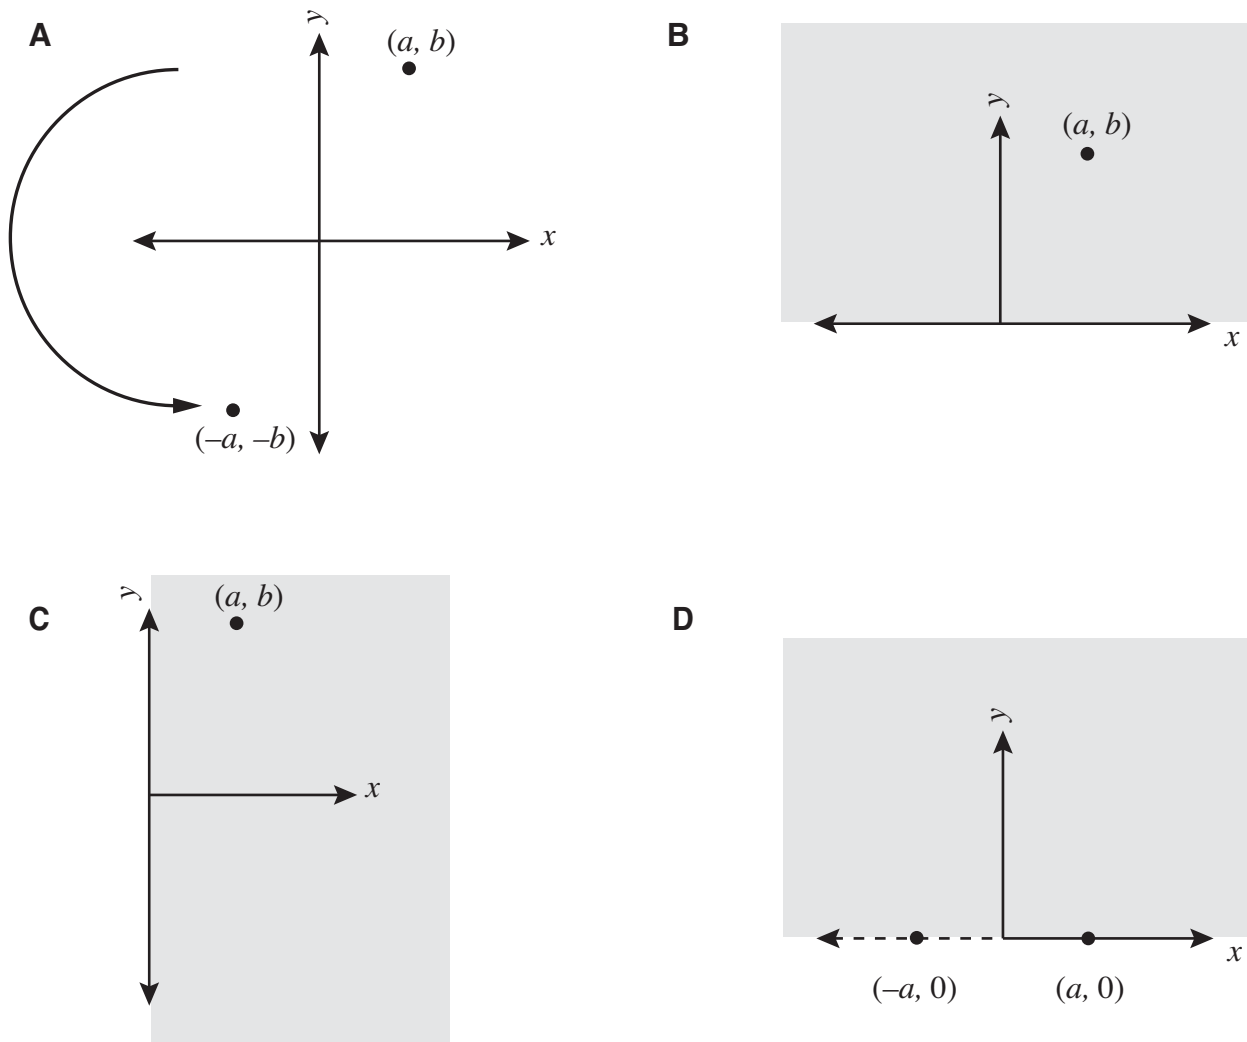 A
y
(a, b)
x
(–a, –b)
B
y
(a, b)
x
C
y
(a, b)
x
D
y
x
(–a, 0)
(a, 0)